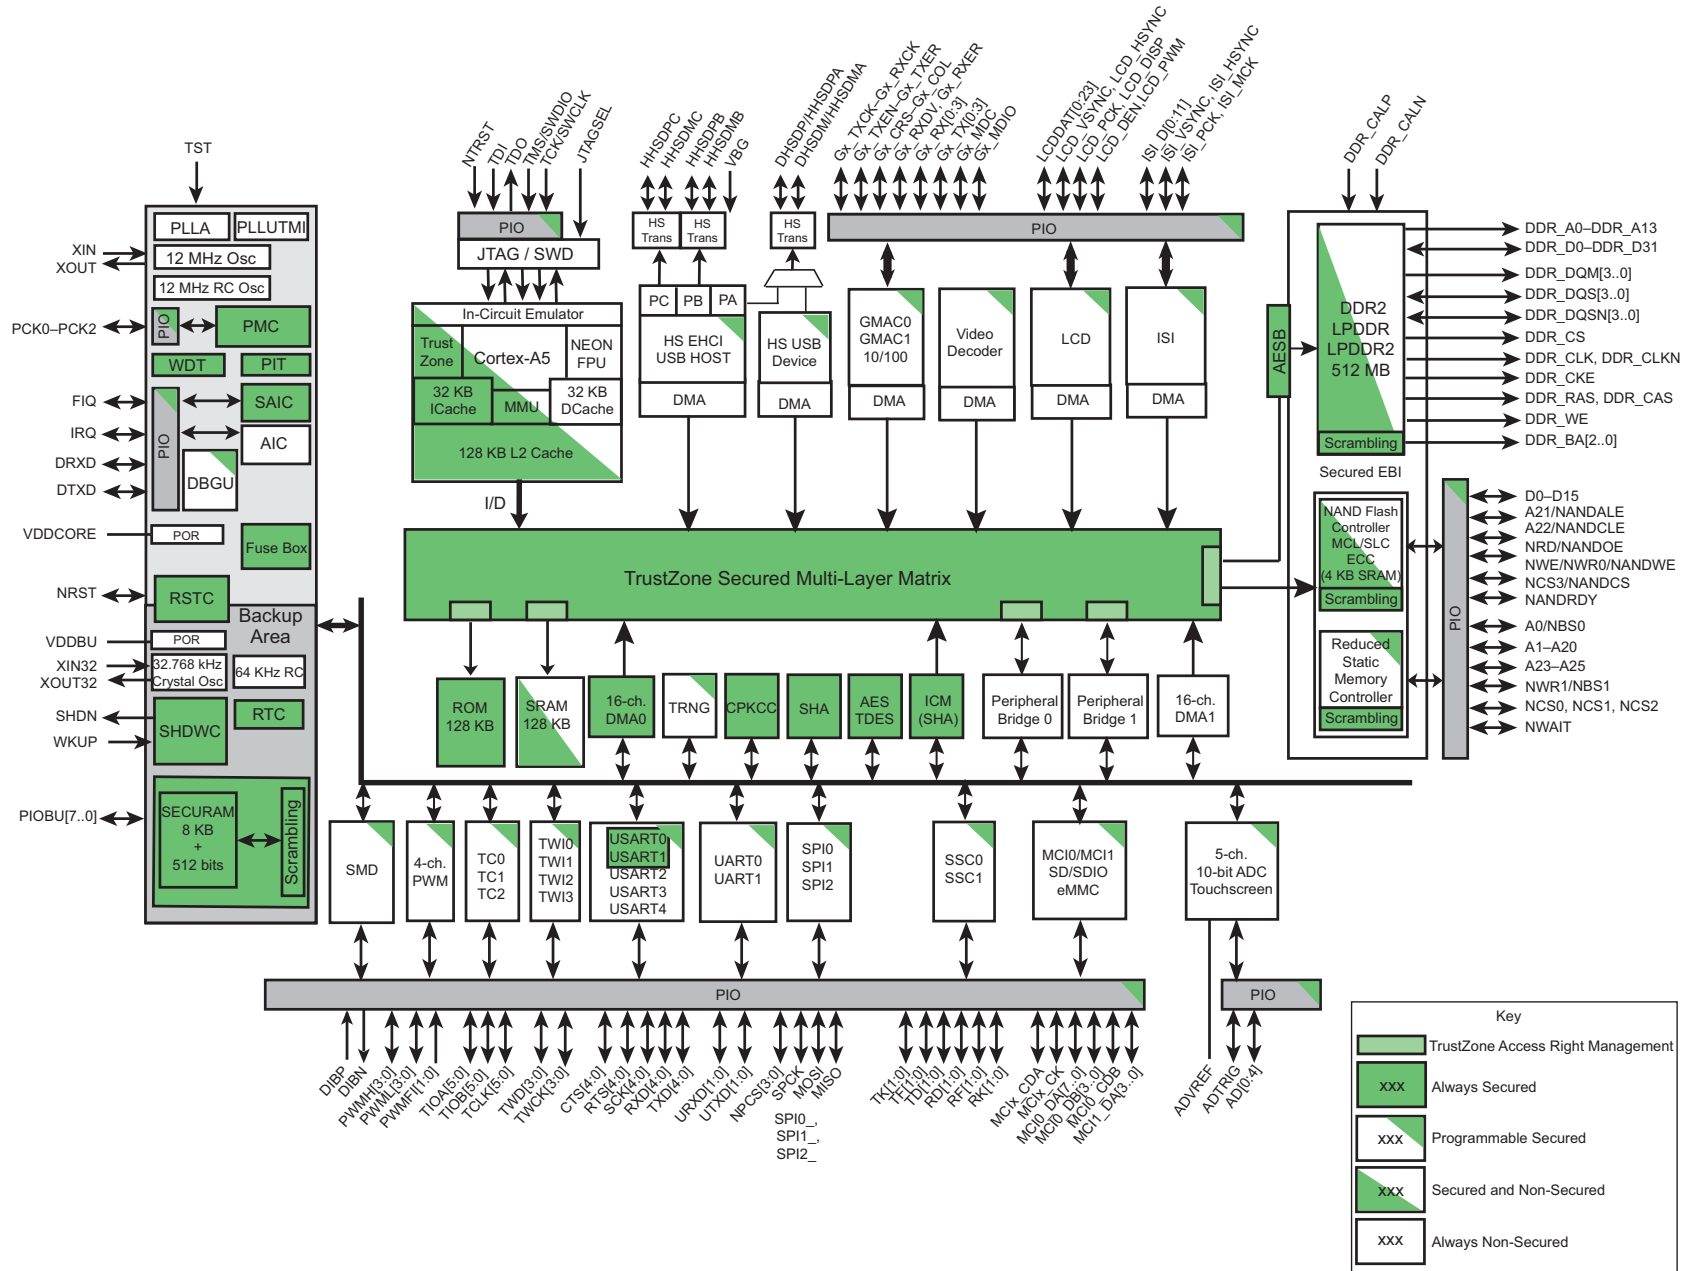 NTRST
TDI
TDO
TMS/SWDIO
TCK/SWCLK
JTAGSEL
HHSDPC
HHSDMC
HHSDPB
HHSDMB
VBG
DHSDP/HHSDPA
DHSDM/HHSDMA
Gx_TXCK–Gx_RXCK
Gx_TXEN–Gx_TXER
Gx_CRS–Gx_COL
Gx_RXDV, Gx_RXER
Gx_RX[0:3]
Gx_TX[0:3]
Gx_MDC
Gx_MDIO
LCDDAT[0:23]
LCD_VSYNC, LCD_HSYNC
LCD_PCK, LCD_DISP
LCD_DEN,LCD_PWM
ISI_D[0:11]
ISI_VSYNC, ISI_HSYNC
ISI_PCK, ISI_MCK
DDR_CALP
DDR_CALN
TST
XIN
XOUT
PCK0–PCK2
FIQ
IRQ
DRXD
DTXD
VDDCORE
NRST
VDDBU
XIN32
XOUT32
SHDN
WKUP
PIOBU[7..0]
PLLA
PLLUTMI
12 MHz Osc
12 MHz RC Osc
PIO
PMC
WDT
PIT
PIO
SAIC
AIC
DBGU
POR
Fuse Box
RSTC
Backup
Area
POR
32.768 kHz
Crystal Osc
64 KHz RC
SHDWC
RTC
SECURAM
8 KB
+
512 bits
Scrambling
PIO
JTAG / SWD
In-Circuit Emulator
Trust
Zone
Cortex-A5
NEON
FPU
32 KB
ICache
MMU
32 KB
DCache
128 KB L2 Cache
I/D
HS
Trans
HS
Trans
HS
Trans
PC
PB
PA
HS EHCI
USB HOST
DMA
HS USB
Device
DMA
PIO
GMAC0
GMAC1
10/100
DMA
Video
Decoder
DMA
LCD
DMA
ISI
DMA
AESB
DDR2
LPDDR
LPDDR2
512 MB
Scrambling
Secured EBI
NAND Flash
Controller
MCL/SLC
ECC
(4 KB SRAM)
Scrambling
Reduced
Static
Memory
Controller
Scrambling
PIO
DDR_A0–DDR_A13
DDR_D0–DDR_D31
DDR_DQM[3..0]
DDR_DQS[3..0]
DDR_DQSN[3..0]
DDR_CS
DDR_CLK, DDR_CLKN
DDR_CKE
DDR_RAS, DDR_CAS
DDR_WE
DDR_BA[2..0]
D0–D15
A21/NANDALE
A22/NANDCLE
NRD/NANDOE
NWE/NWR0/NANDWE
NCS3/NANDCS
NANDRDY
A0/NBS0
A1–A20
A23–A25
NWR1/NBS1
NCS0, NCS1, NCS2
NWAIT
TrustZone Secured Multi-Layer Matrix
ROM
128 KB
SRAM
128 KB
16-ch.
DMA0
TRNG
CPKCC
SHA
AES
TDES
ICM
(SHA)
Peripheral
Bridge 0
Peripheral
Bridge 1
16-ch.
DMA1
SMD
4-ch.
PWM
TC0
TC1
TC2
TWI0
TWI1
TWI2
TWI3
USART0
USART1
USART2
USART3
USART4
UART0
UART1
SPI0
SPI1
SPI2
SSC0
SSC1
MCI0/MCI1
SD/SDIO
eMMC
5-ch.
10-bit ADC
Touchscreen
PIO
PIO
DIBP
DIBN
PWMH[3:0]
PWML[3:0]
PWMFI[1:0]
TIOA[5:0]
TIOB[5:0]
TCLK[5:0]
TWD[3:0]
TWCK[3:0]
CTS[4:0]
RTS[4:0]
SCK[4:0]
RXD[4:0]
TXD[4:0]
URXD[1:0]
UTXD[1:0]
NPCS[3:0]
SPCK
MOSI
MISO
SPI0_,
SPI1_,
SPI2_
TK[1:0]
TF[1:0]
TD[1:0]
RD[1:0]
RF[1:0]
RK[1:0]
MCIx_CDA
MCIx_CK
MCI0_DA[7..0]
MCI0_DB[3..0]
MCI0_CDB
MCI1_DA[3..0]
ADVREF
ADTRIG
AD[0:4]
Key
TrustZone Access Right Management
xxx
Always Secured
xxx
Programmable Secured
xxx
Secured and Non-Secured
xxx
Always Non-Secured